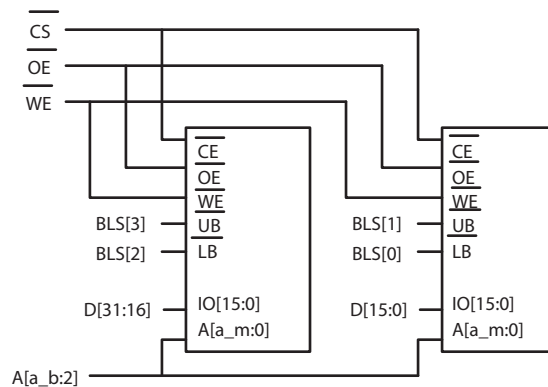 CS
OE
WE
CE
OE
WE
BLS[3] UB
BLS[2] LB
D[31:16] IO[15:0]
A[a_m:0]
CE
OE
WE
BLS[1] UB
BLS[0] LB
D[15:0] IO[15:0]
A[a_m:0]
A[a_b:2]